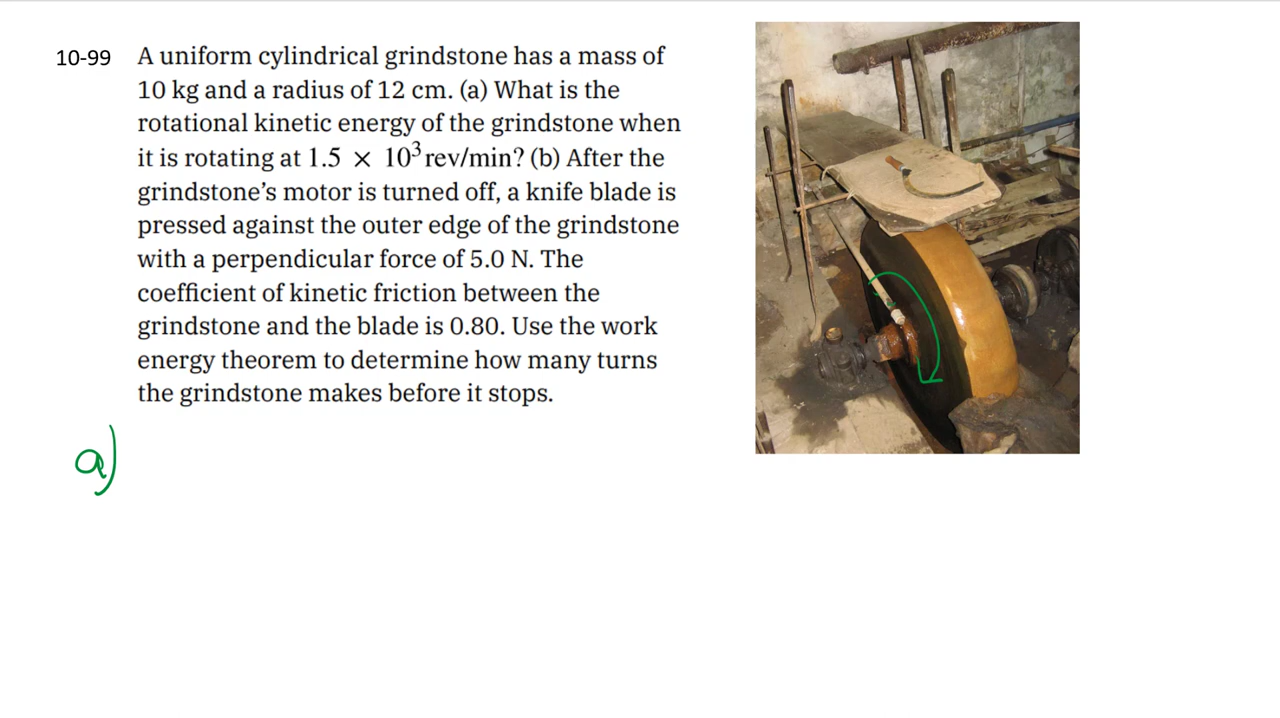 10-99 A uniform cylindrical grindstone has a mass of
10 kg and a radius of 12 cm. (a) What is the
rotational kinetic energy of the grindstone when
it is rotating at 1.5 × 10³ rev/min? (b) After the
grindstone’s motor is turned off, a knife blade is
pressed against the outer edge of the grindstone
with a perpendicular force of 5.0 N. The
coefficient of kinetic friction between the
grindstone and the blade is 0.80. Use the work
energy theorem to determine how many turns
the grindstone makes before it stops.
a)